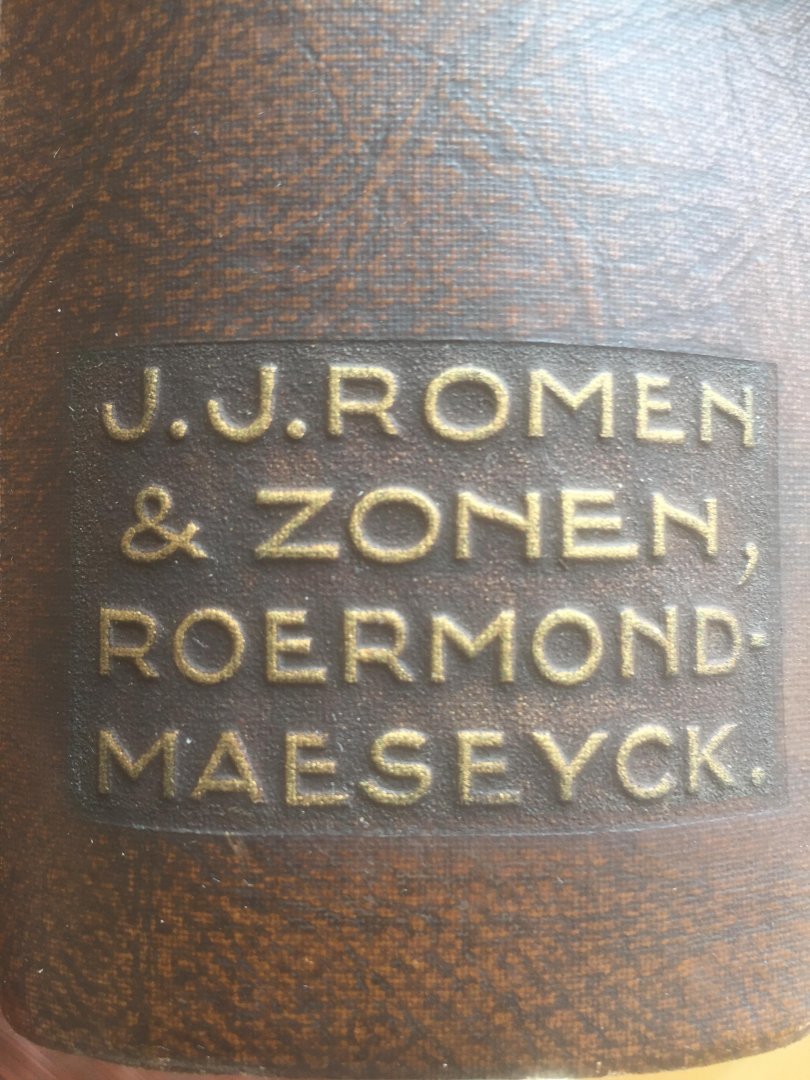 J.J.ROMEN
& ZONEN,
ROERMOND-
MAESEYCK.